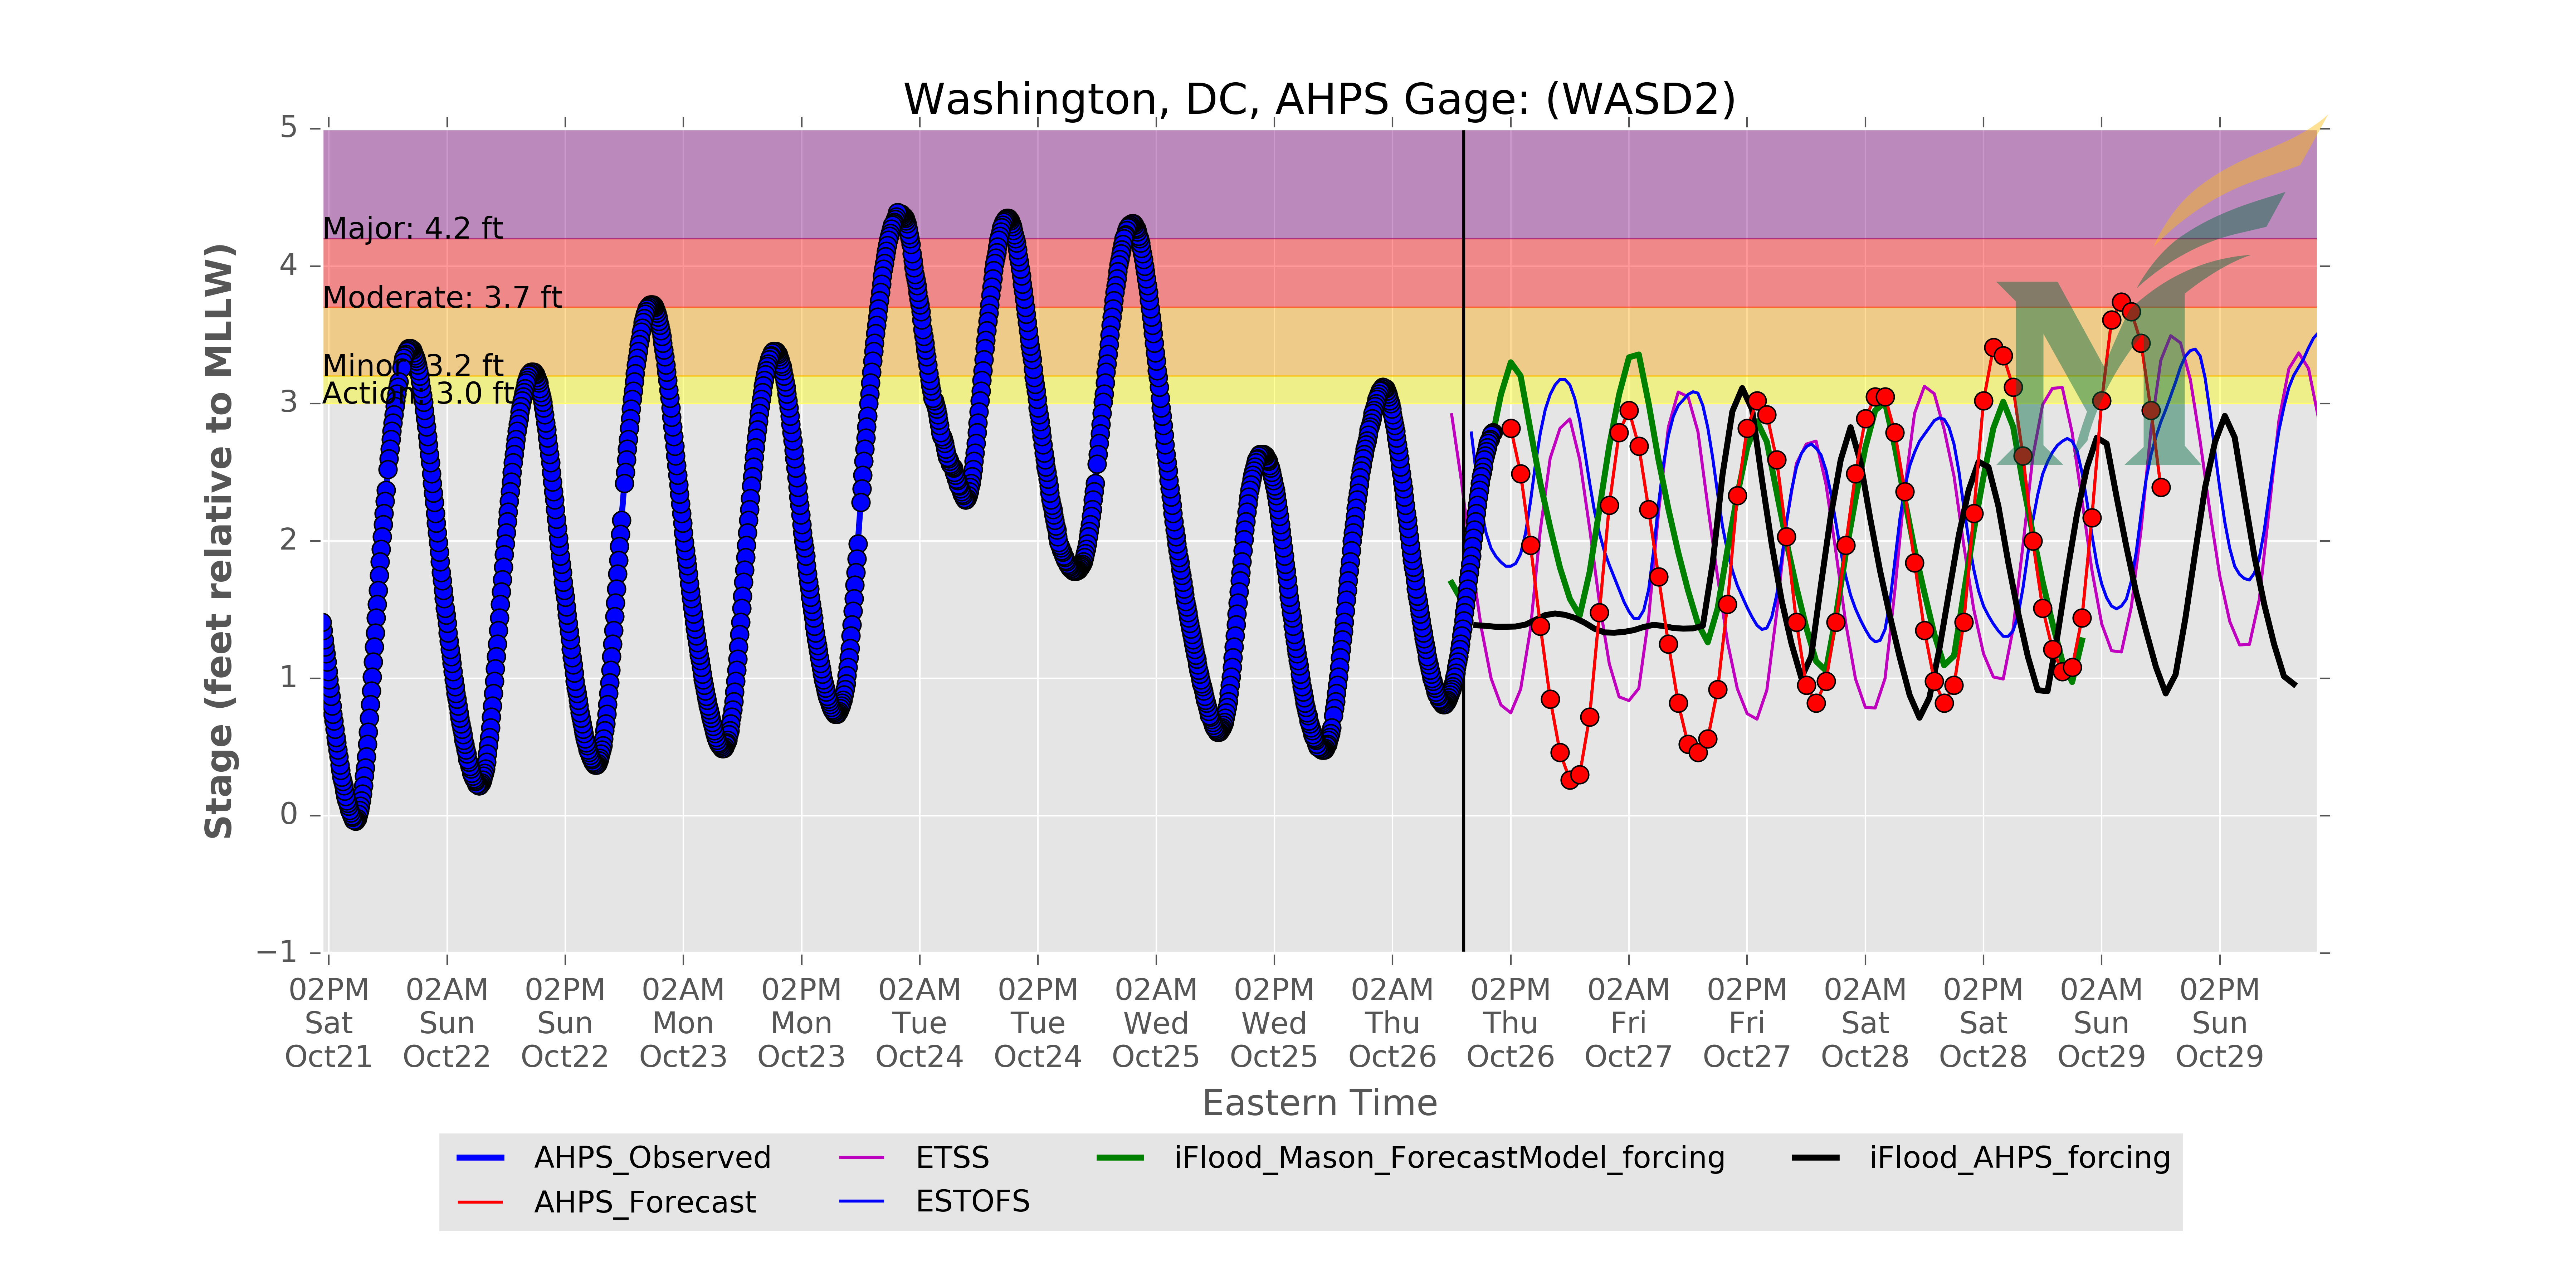 Washington, DC, AHPS Gage: (WASD2)
5
4
3
2
1
0
−1
Stage (feet relative to MLLW)
Major: 4.2 ft
Moderate: 3.7 ft
Minor: 3.2 ft
Action: 3.0 ft
M
02PM 02AM 02PM 02AM 02PM 02AM 02PM 02AM 02PM 02AM 02PM 02AM 02PM 02AM 02PM 02AM 02PM
Sat Sun Sun Mon Mon Tue Tue Wed Wed Thu Thu Fri Fri Sat Sat Sun Sun
Oct21 Oct22 Oct22 Oct23 Oct23 Oct24 Oct24 Oct25 Oct25 Oct26 Oct26 Oct27 Oct27 Oct28 Oct28 Oct29 Oct29
Eastern Time
AHPS_Observed ETSS iFlood_Mason_ForecastModel_forcing iFlood_AHPS_forcing
AHPS_Forecast ESTOFS